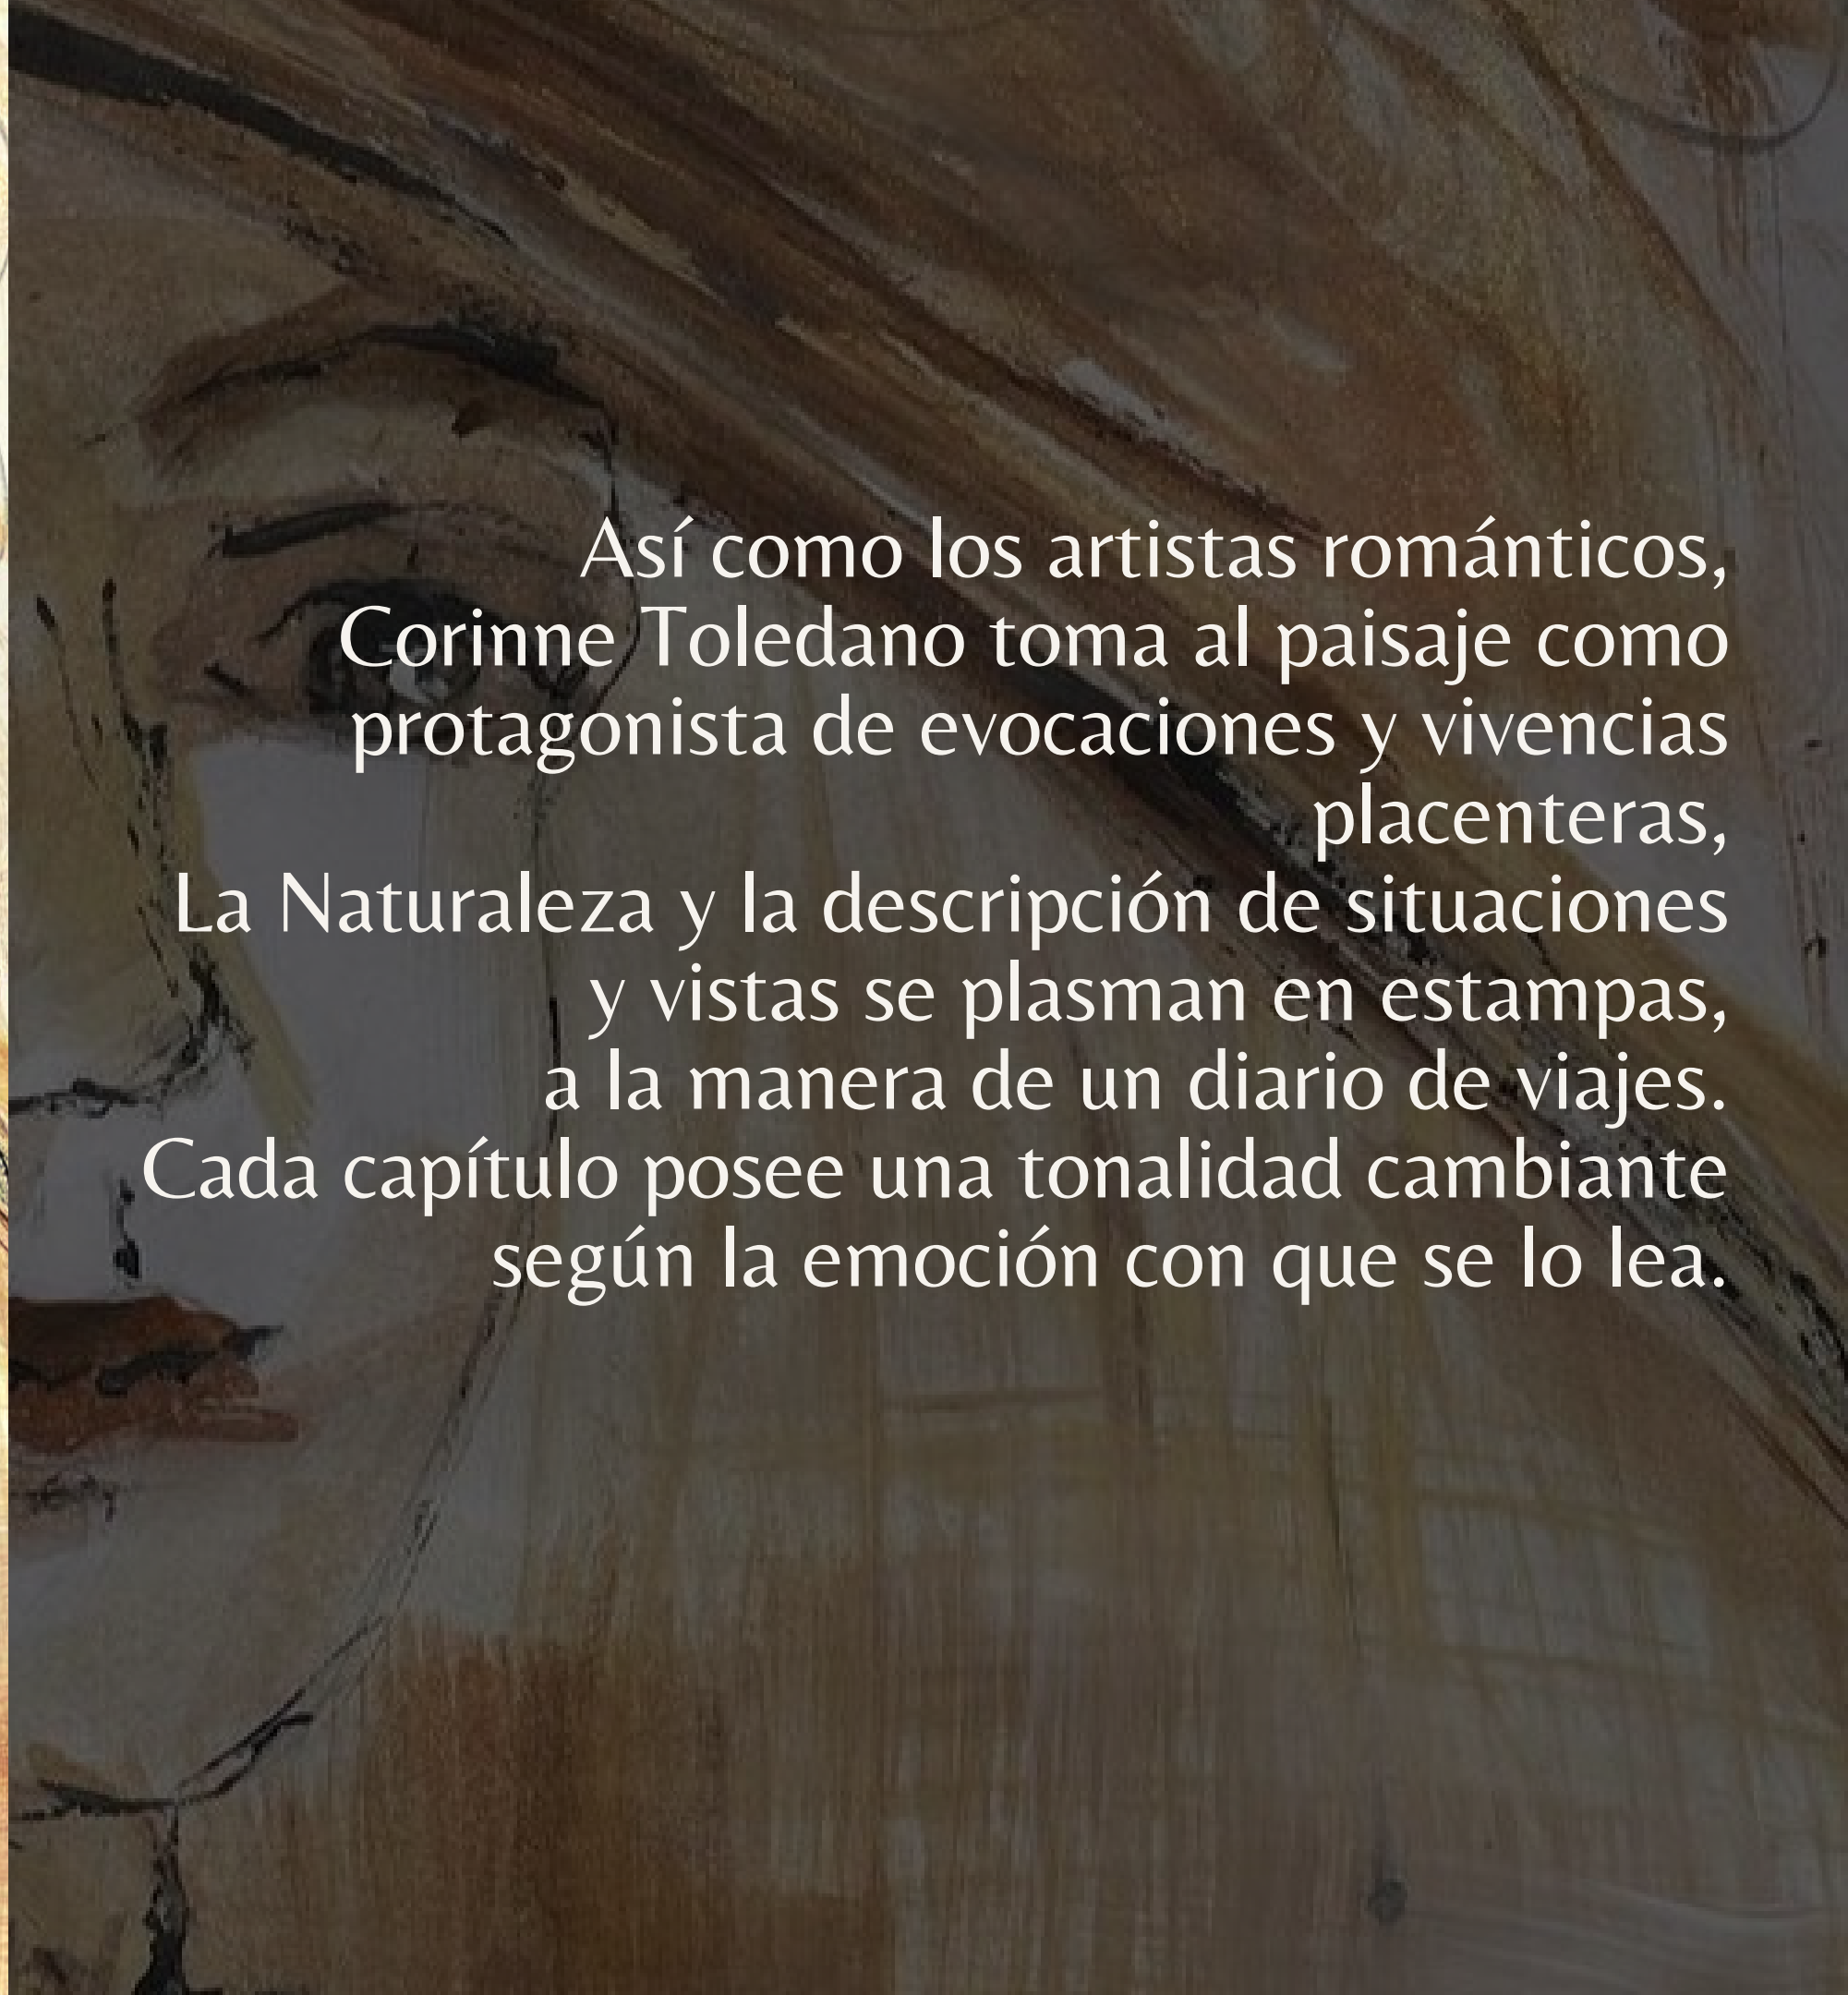 Así como los artistas románticos,
Corinne Toledano toma al paisaje como
protagonista de evocaciones y vivencias
placenteras,
La Naturaleza y la descripción de situaciones
y vistas se plasman en estampas,
a la manera de un diario de viajes.
Cada capítulo posee una tonalidad cambiante
según la emoción con que se lo lea.